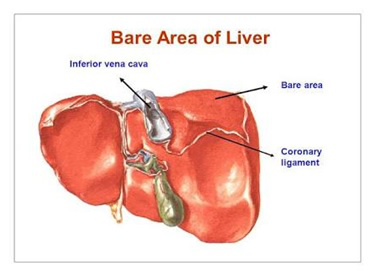 Bare Area of Liver
Inferior vena cava
Bare area
Coronary
ligament